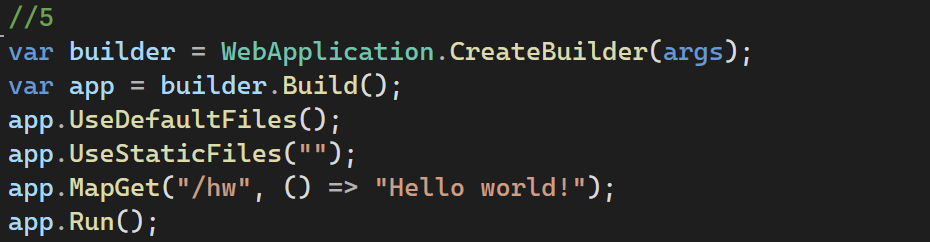 //5
var builder = WebApplication.CreateBuilder(args);
var app = builder.Build();
app.UseDefaultFiles();
app.UseStaticFiles("");
app.MapGet("/hw", () => "Hello world!");
app.Run();